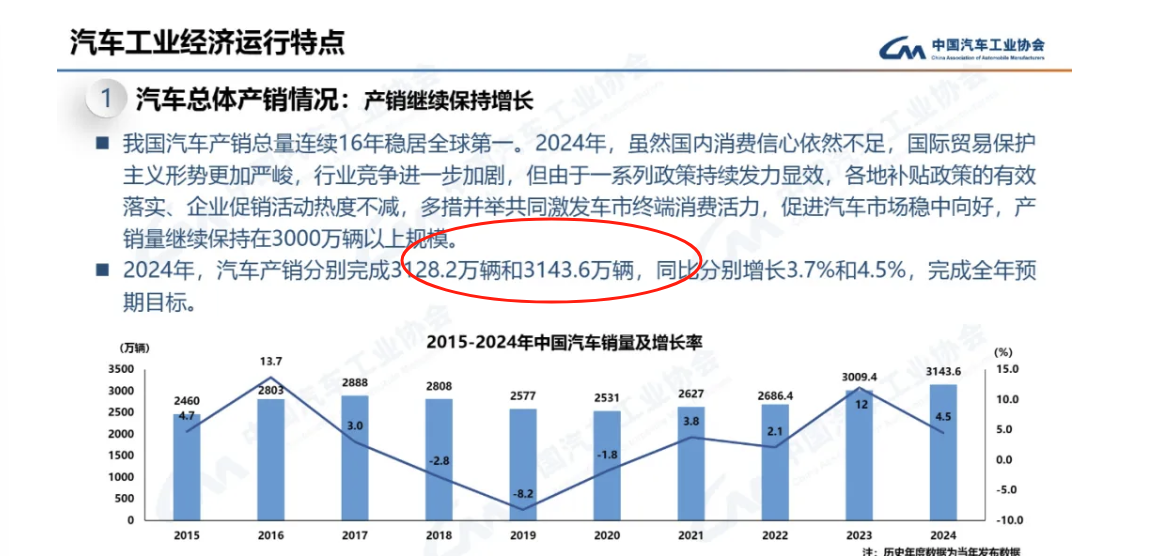 汽车工业经济运行特点
中国汽车工业协会
China Association of Automobile Manufacturers
1 汽车总体产销情况：产销继续保持增长
■ 我国汽车产销总量连续16年稳居全球第一。2024年，虽然国内消费信心依然不足，国际贸易保护
主义形势更加严峻，行业竞争进一步加剧，但由于一系列政策持续发力显效，各地补贴政策的有效
落实、企业促销活动热度不减，多措并举共同激发车市终端消费活力，促进汽车市场稳中向好，产
销量继续保持在3000万辆以上规模。
■ 2024年，汽车产销分别完成3128.2万辆和3143.6万辆，同比分别增长3.7%和4.5%，完成全年预
期目标。
2015-2024年中国汽车销量及增长率
(万辆) (%)
3500 3000 2500 2000 1500 1000 500 0
2460 2803 2888 2808 2577 2531 2627 2686.4 3009.4 3143.6
4.7 13.7 3.0 -2.8 -8.2 -1.8 3.8 2.1 12 4.5
15.0 10.0 5.0 0.0 -5.0 -10.0
2015 2016 2017 2018 2019 2020 2021 2022 2023 2024
注：历史年度数据为当年发布数据